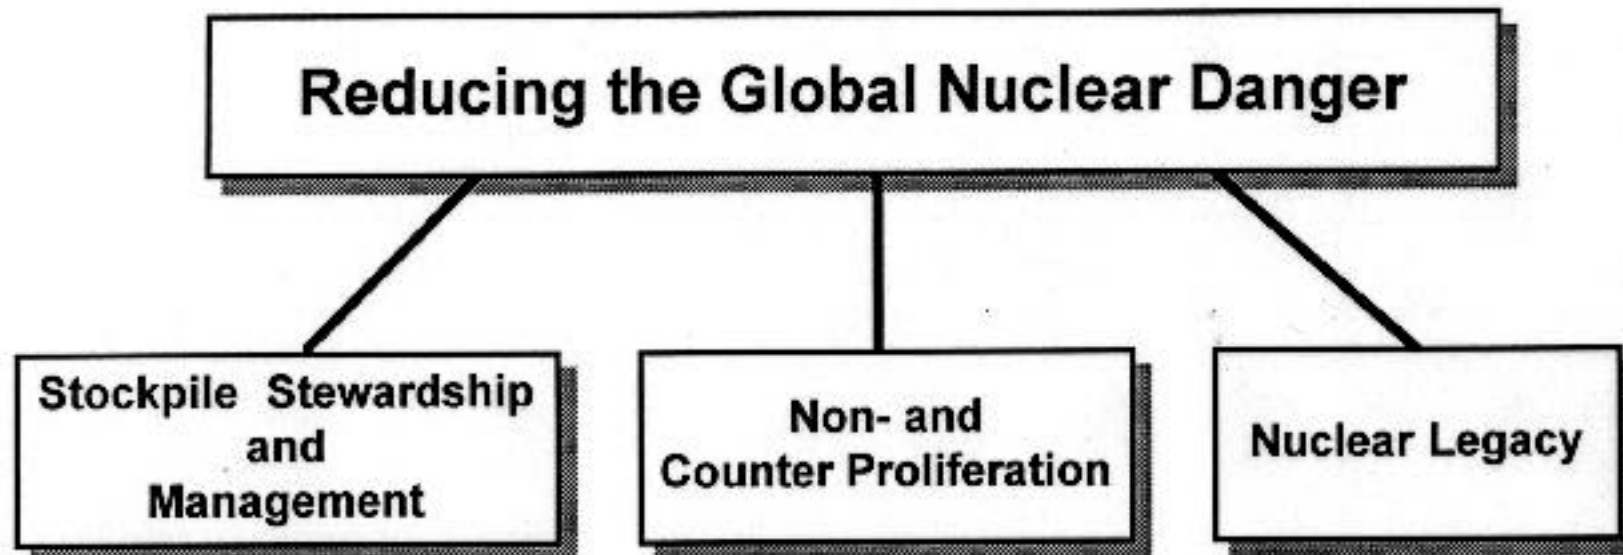 Reducing the Global Nuclear Danger
Stockpile Stewardship
and
Management
Non- and
Counter Proliferation
Nuclear Legacy